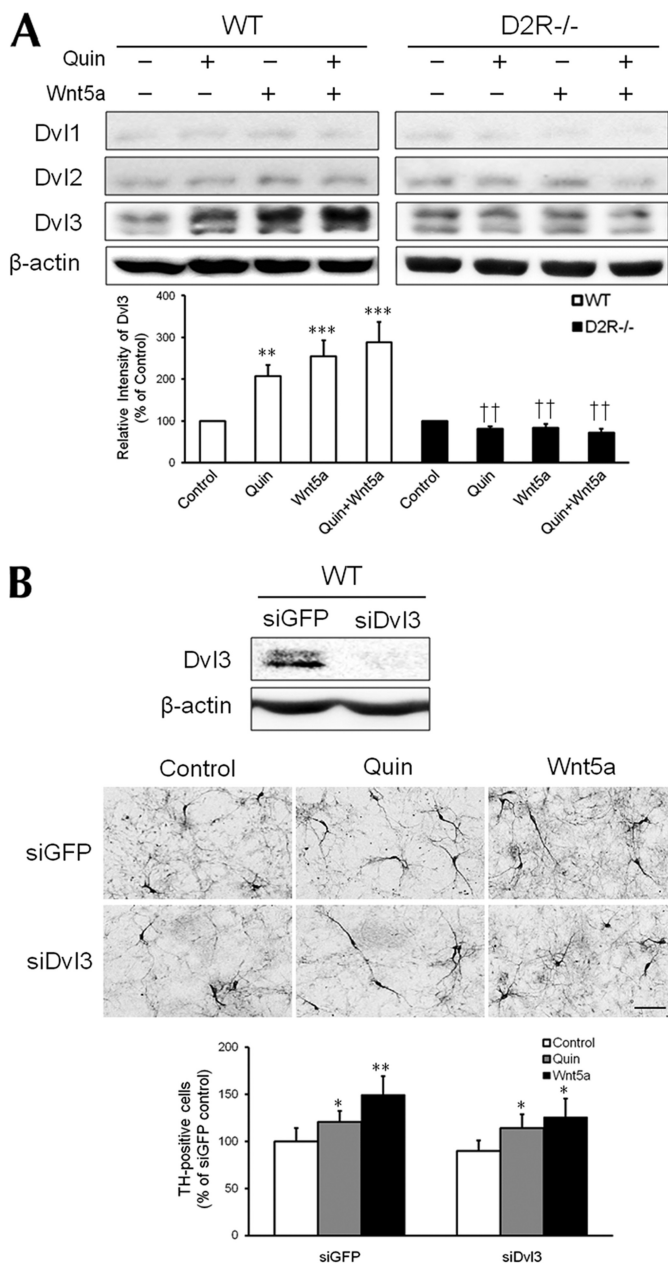 A
WT D2R-/-
Quin − + − + − + − +
Wnt5a − − + + − − + +
Dvl1
Dvl2
Dvl3
β-actin
Relative Intensity of Dvl3
(% of Control)
400
300
200
100
0
** *** *** †† †† ††
WT
D2R-/-
Control Quin Wnt5a Quin+Wnt5a Control Quin Wnt5a Quin+Wnt5a
B
WT
siGFP siDvl3
Dvl3
β-actin
Control Quin Wnt5a
siGFP
siDvl3
TH-positive cells
(% of siGFP control)
200
150
100
50
0
* ** * *
Control
Quin
Wnt5a
siGFP siDvl3